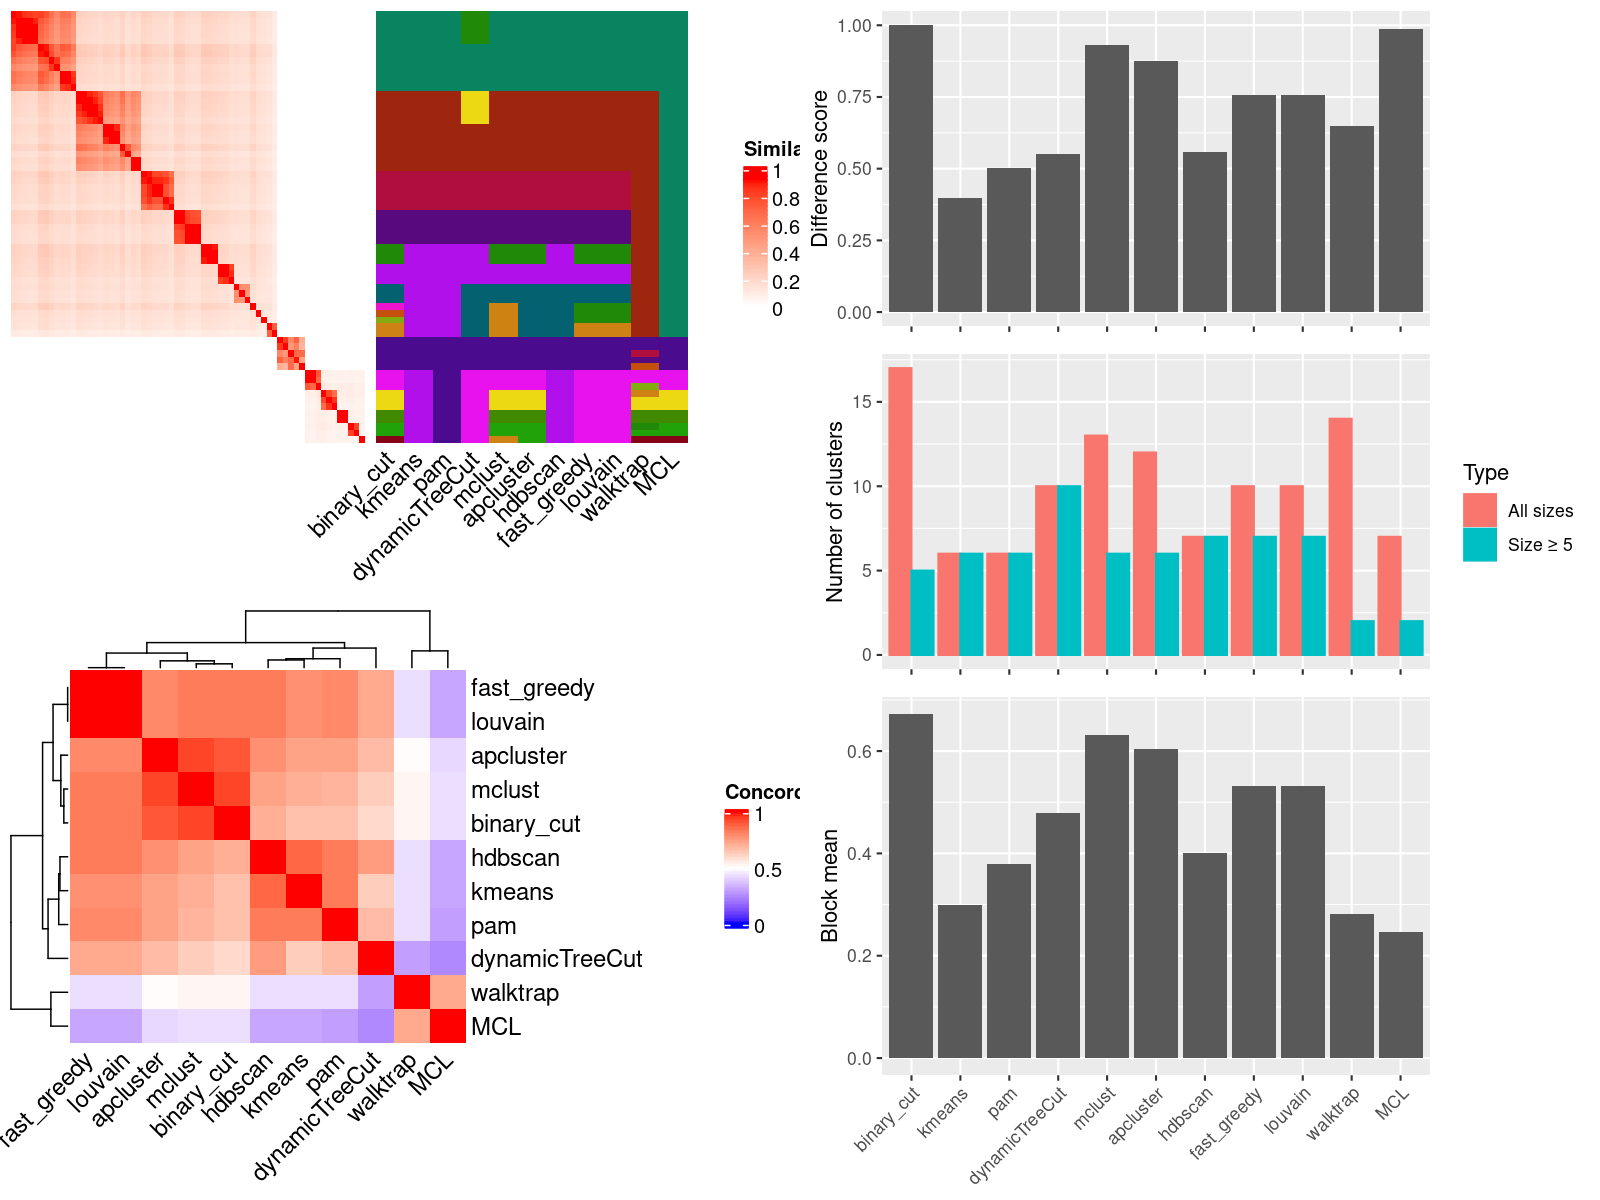 Simila
1
0.8
0.6
0.4
0.2
0
binary_cut
kmeans
pam
dynamicTreeCut
mclust
apcluster
hdbscan
fast_greedy
louvain
walktrap
MCL
Difference score
1.00
0.75
0.50
0.25
0.00
Number of clusters
15
10
5
0
Type
All sizes
Size ≥ 5
fast_greedy
louvain
apcluster
mclust
binary_cut
hdbscan
kmeans
pam
dynamicTreeCut
walktrap
MCL
fast_greedy
louvain
apcluster
mclust
binary_cut
hdbscan
kmeans
pam
dynamicTreeCut
walktrap
MCL
Concord
1
0.5
0
Block mean
0.6
0.4
0.2
0.0
binary_cut
kmeans
pam
dynamicTreeCut
mclust
apcluster
hdbscan
fast_greedy
louvain
walktrap
MCL